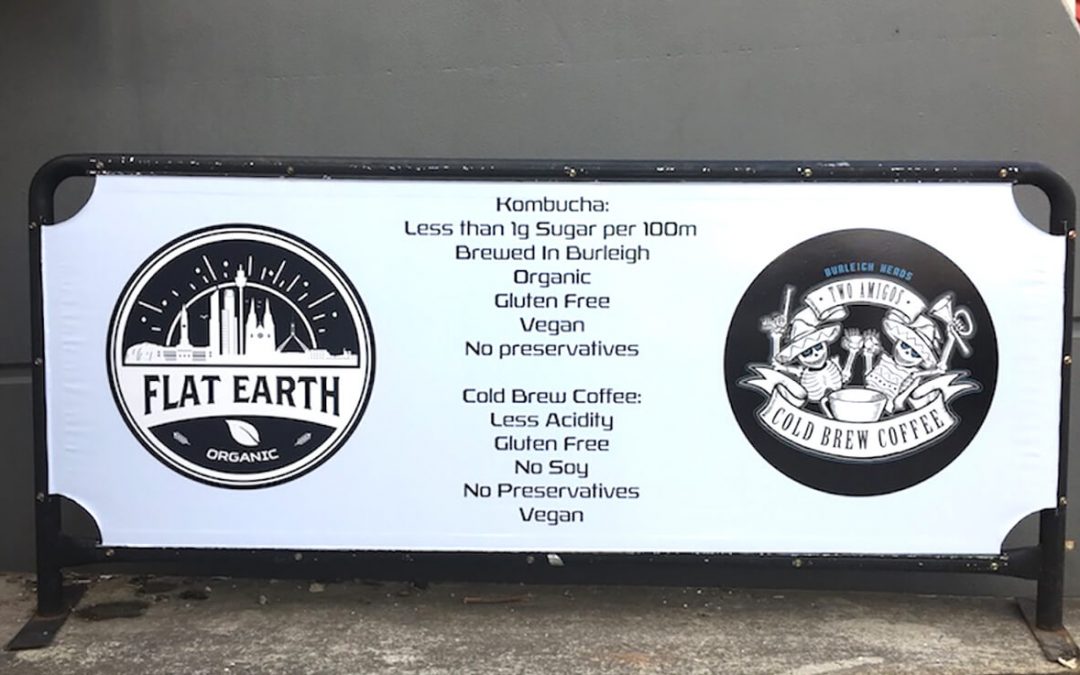 FLAT EARTH
ORGANIC
Kombucha:
Less than 1g Sugar per 100m
Brewed In Burleigh
Organic
Gluten Free
Vegan
No preservatives
Cold Brew Coffee:
Less Acidity
Gluten Free
No Soy
No Preservatives
Vegan
BURLEIGH HEADS
TWO AMIGOS
COLD BREW COFFEE